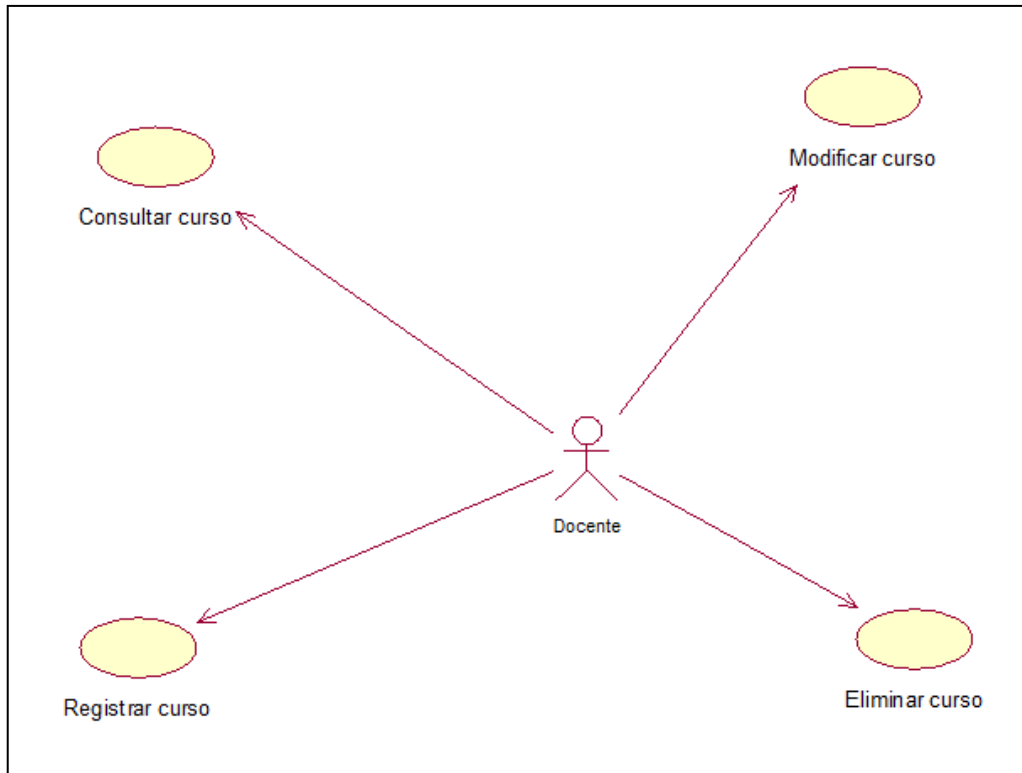 Modificar curso
Consultar curso
Docente
Registrar curso
Eliminar curso